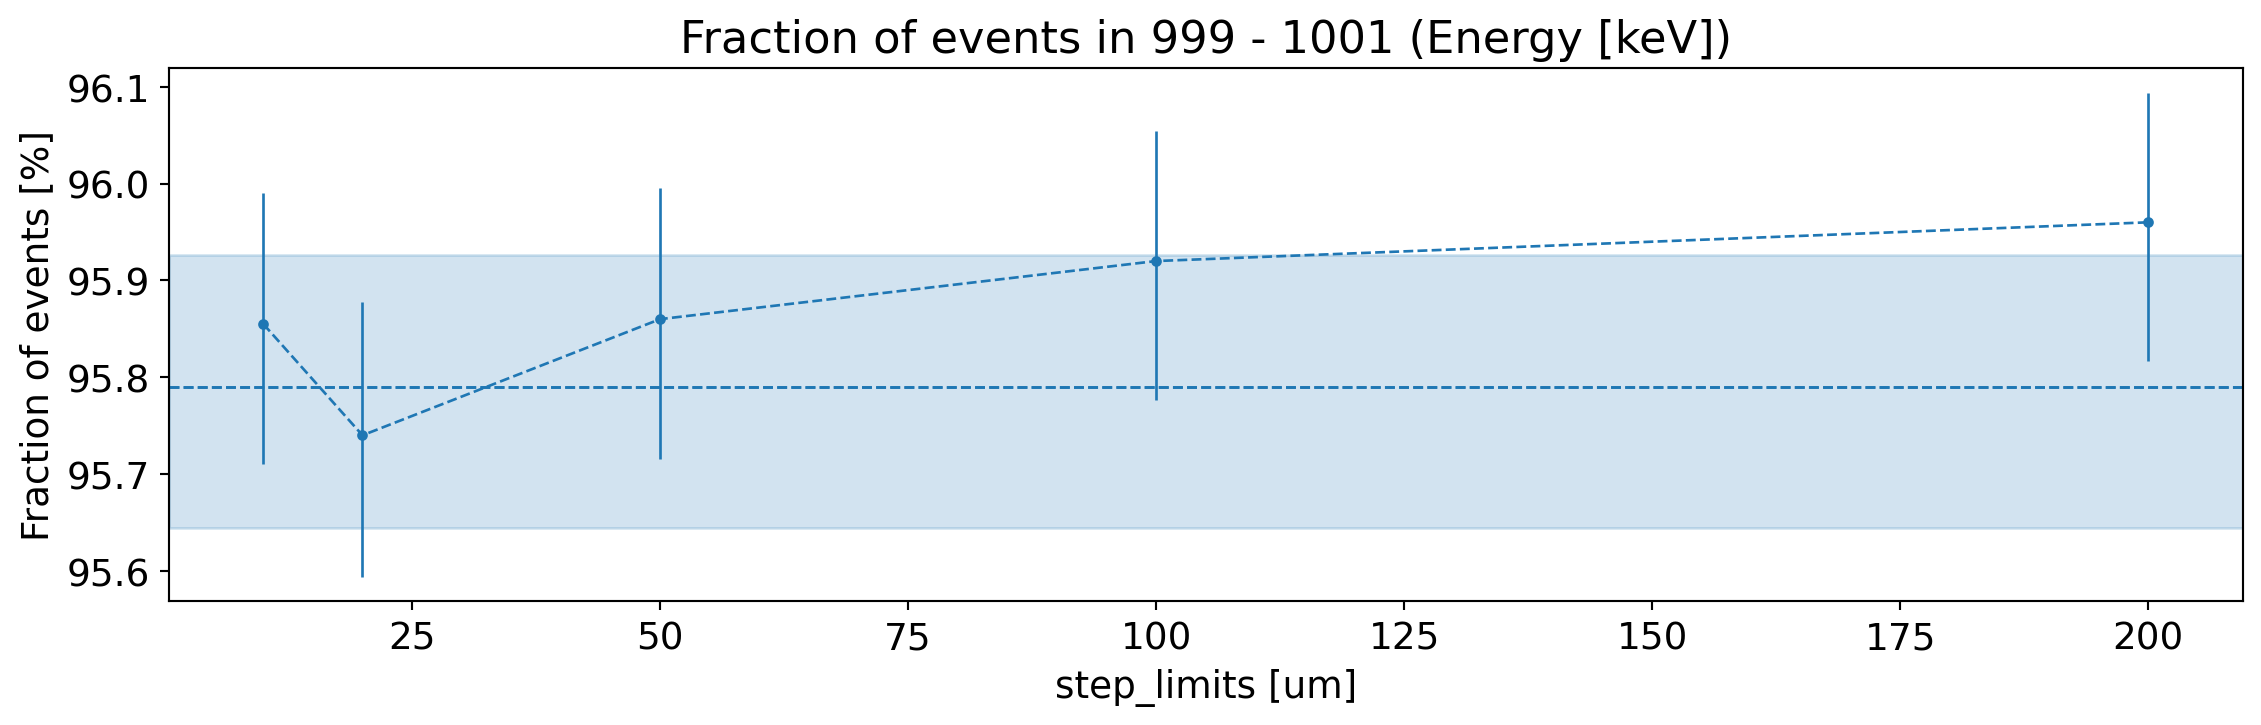 Fraction of events in 999 - 1001 (Energy [keV])
Fraction of events [%]
96.1
96.0
95.9
95.8
95.7
95.6
25 50 75 100 125 150 175 200
step_limits [um]